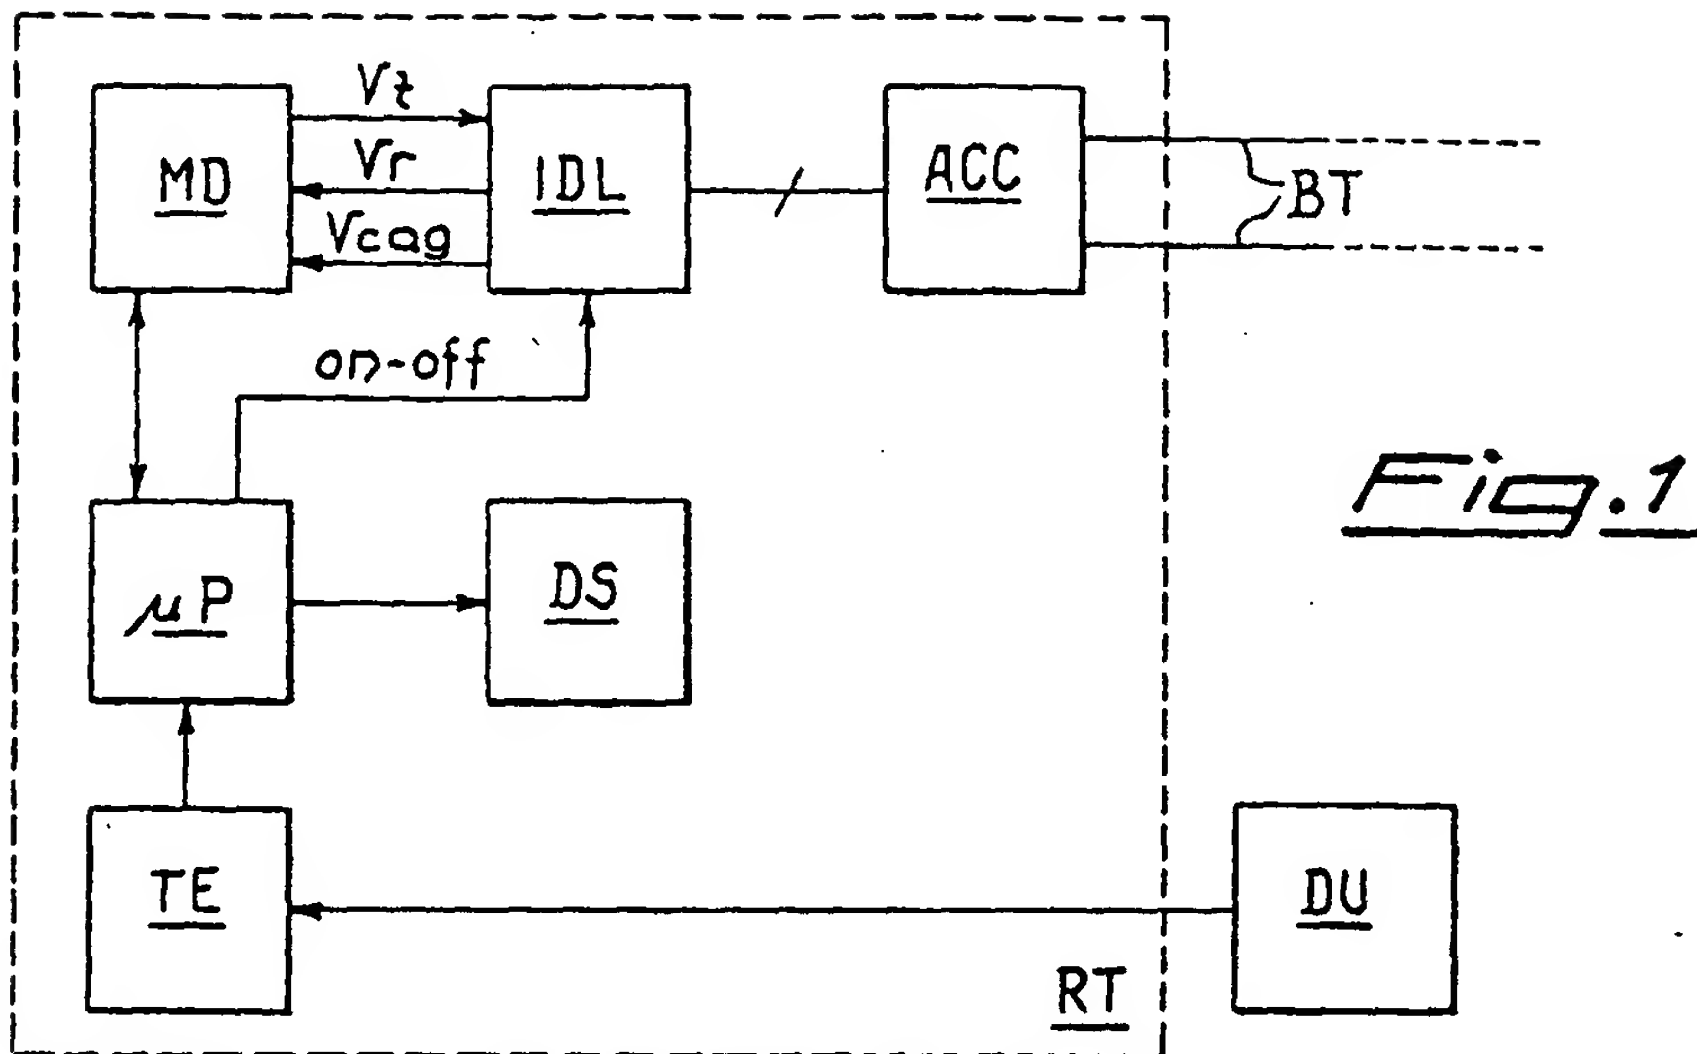 Vt
MD
Vr
IDL
ACC
BT
Vcag
on-off
Fig.1
µP
DS
TE
DU
RT